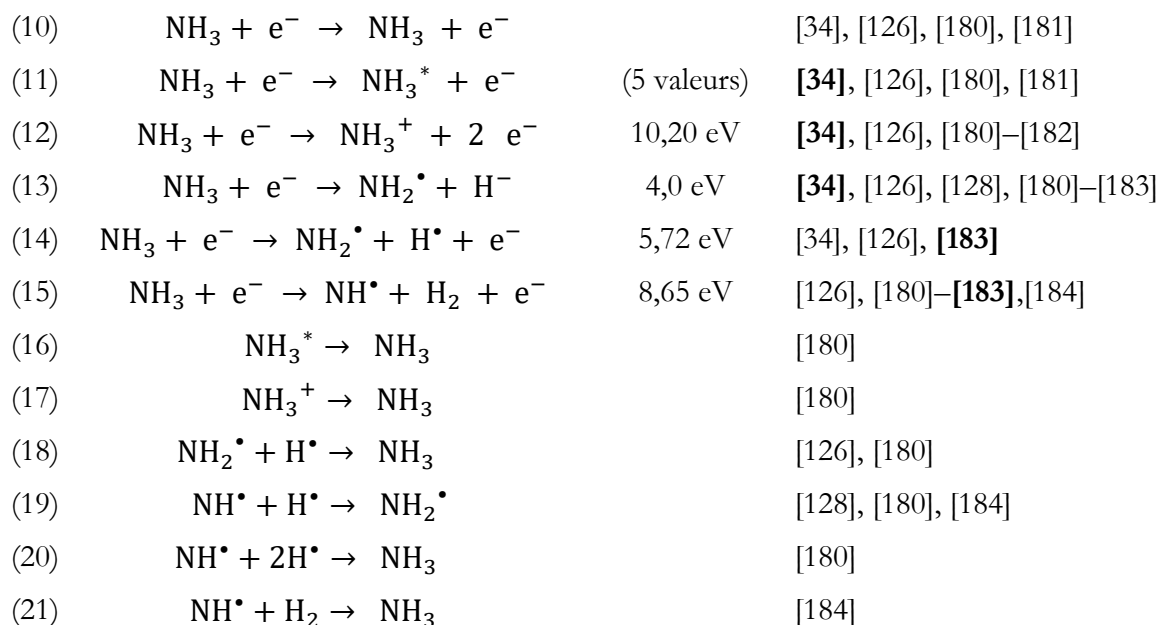 (10) NH₃ + e⁻ → NH₃ + e⁻ [34], [126], [180], [181]
(11) NH₃ + e⁻ → NH₃* + e⁻ (5 valeurs) [34], [126], [180], [181]
(12) NH₃ + e⁻ → NH₃⁺ + 2 e⁻ 10,20 eV [34], [126], [180]–[182]
(13) NH₃ + e⁻ → NH₂• + H⁻ 4,0 eV [34], [126], [128], [180]–[183]
(14) NH₃ + e⁻ → NH₂• + H• + e⁻ 5,72 eV [34], [126], [183]
(15) NH₃ + e⁻ → NH• + H₂ + e⁻ 8,65 eV [126], [180]–[183],[184]
(16) NH₃* → NH₃ [180]
(17) NH₃⁺ → NH₃ [180]
(18) NH₂• + H• → NH₃ [126], [180]
(19) NH• + H• → NH₂• [128], [180], [184]
(20) NH• + 2H• → NH₃ [180]
(21) NH• + H₂ → NH₃ [184]